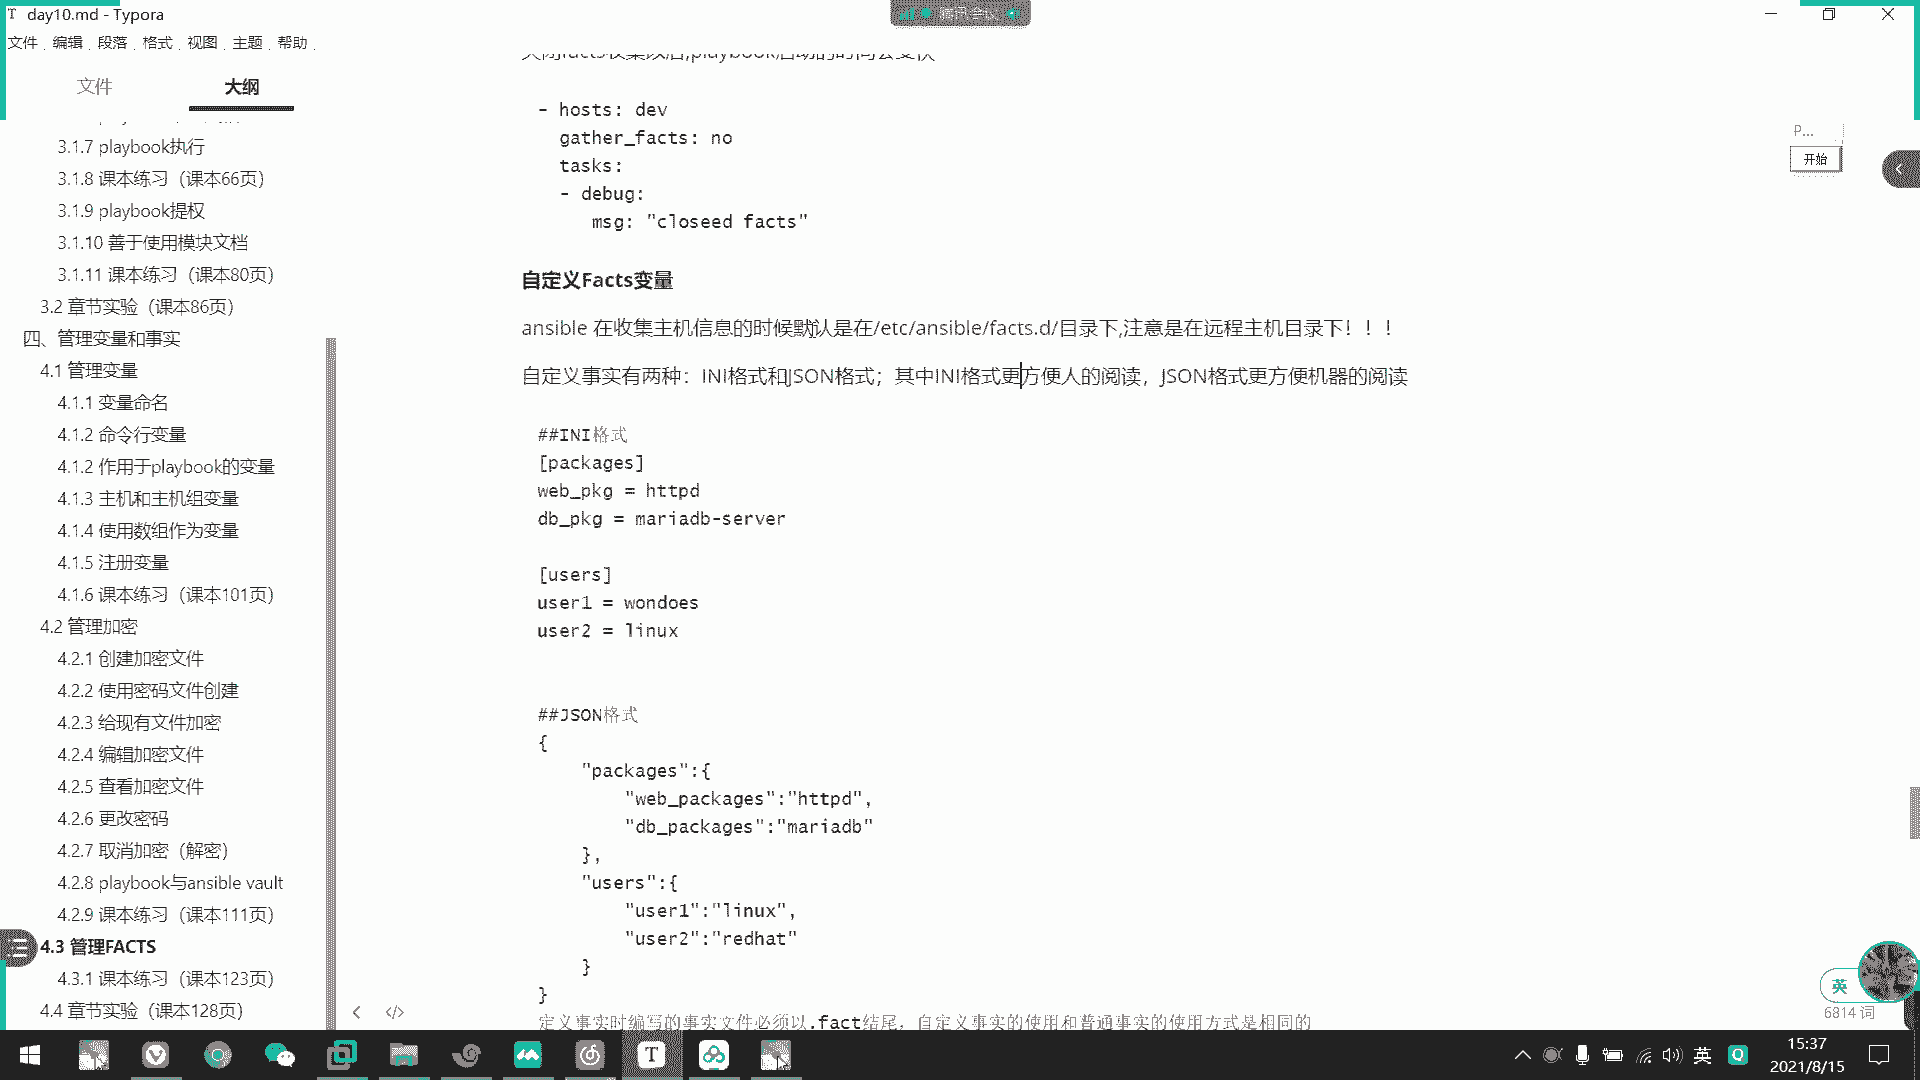 day10.md - Typora
腾讯会议
文件 编辑 段落 格式 视图 主题 帮助
文件 大纲
3.1.7 playbook执行
3.1.8 课本练习（课本66页）
3.1.9 playbook提权
3.1.10 善于使用模块文档
3.1.11 课本练习（课本80页）
3.2 章节实验（课本86页）
四、管理变量和事实
4.1 管理变量
4.1.1 变量命名
4.1.2 命令行变量
4.1.2 作用于playbook的变量
4.1.3 主机和主机组变量
4.1.4 使用数组作为变量
4.1.5 注册变量
4.1.6 课本练习（课本101页）
4.2 管理加密
4.2.1 创建加密文件
4.2.2 使用密码文件创建
4.2.3 给现有文件加密
4.2.4 编辑加密文件
4.2.5 查看加密文件
4.2.6 更改密码
4.2.7 取消加密（解密）
4.2.8 playbook与ansible vault
4.2.9 课本练习（课本111页）
4.3 管理FACTS
4.3.1 课本练习（课本123页）
4.4 章节实验（课本128页）
- hosts: dev
gather_facts: no
tasks:
- debug:
msg: "closeed facts"
自定义Facts变量
ansible 在收集主机信息的时候默认是在/etc/ansible/facts.d/目录下,注意是在远程主机目录下！！！
自定义事实有两种：INI格式和JSON格式；其中INI格式更方便人的阅读，JSON格式更方便机器的阅读
##INI格式
[packages]
web_pkg = httpd
db_pkg = mariadb-server
[users]
user1 = wondoes
user2 = linux
##JSON格式
{
"packages":{
"web_packages":"httpd",
"db_packages":"mariadb"
},
"users":{
"user1":"linux",
"user2":"redhat"
}
}
定义事实时编写的事实文件必须以.fact结尾，自定义事实的使用和普通事实的使用方式是相同的
P...
开始
英
6814 词
英
15:37
2021/8/15